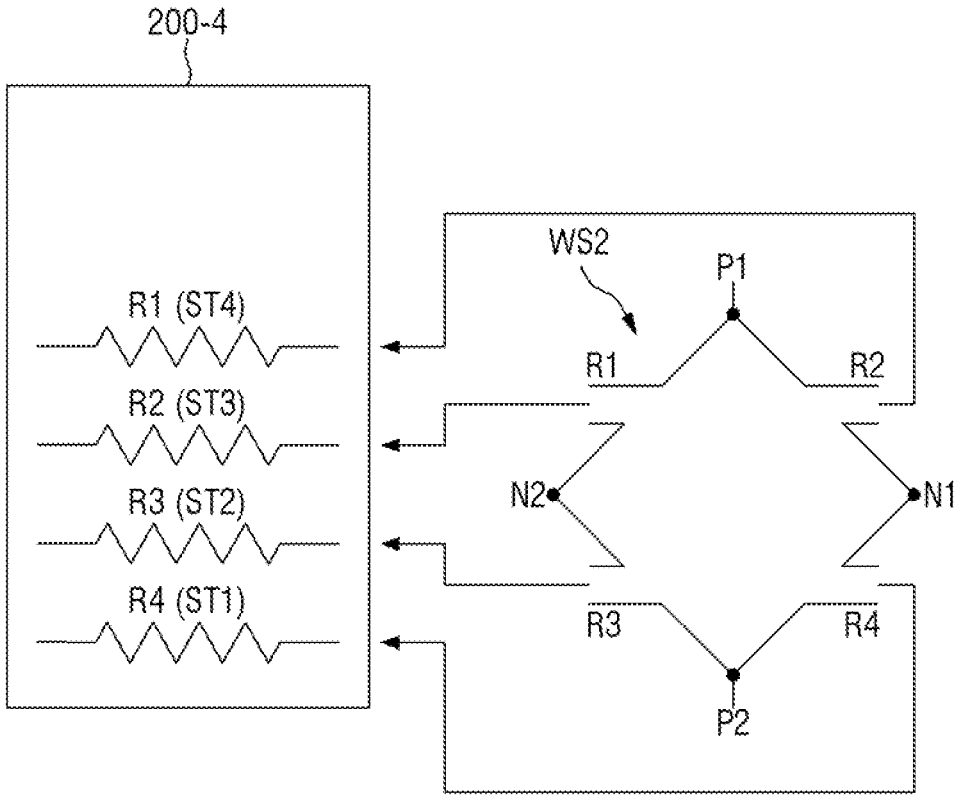 200-4
R1 (ST4)
R2 (ST3)
R3 (ST2)
R4 (ST1)
WS2
P1
R1
R2
N2
N1
R3
R4
P2